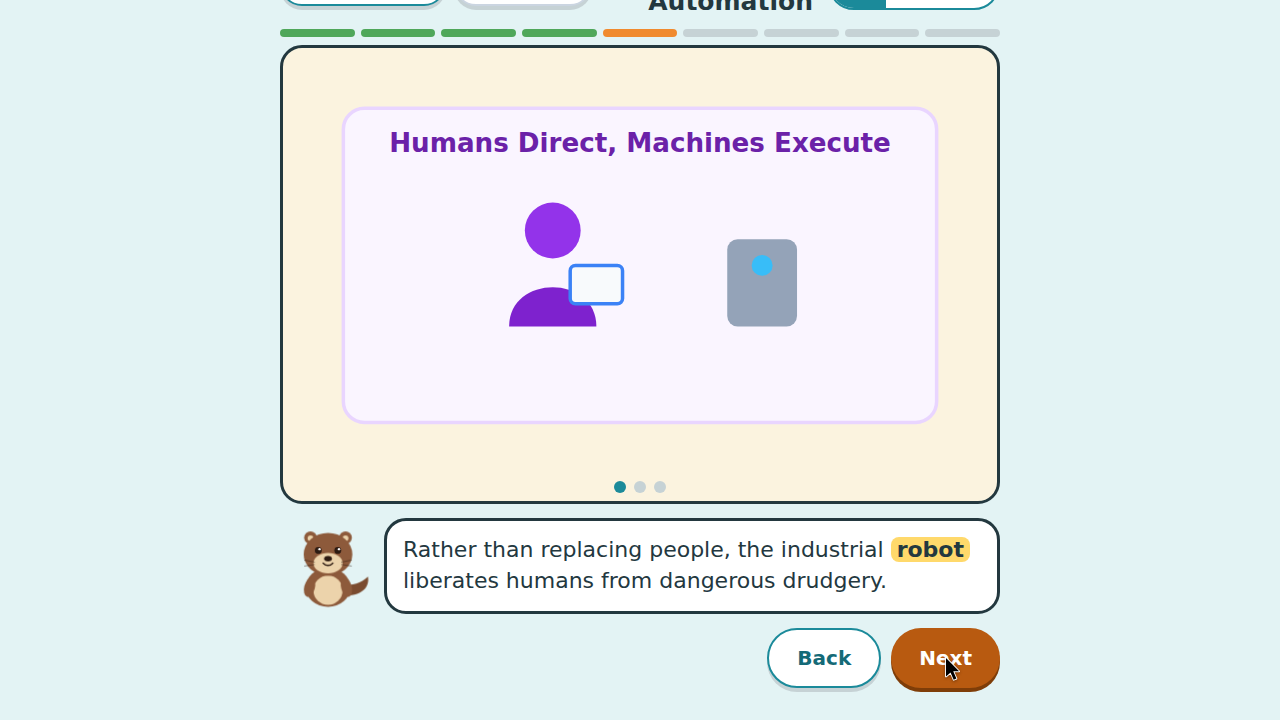 Automation
Humans Direct, Machines Execute
Rather than replacing people, the industrial robot
liberates humans from dangerous drudgery.
Back
Next